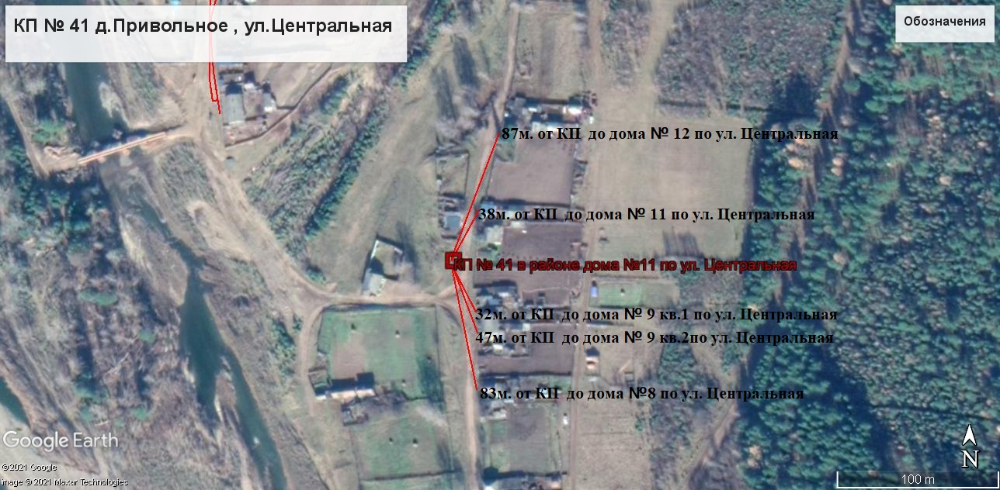 КП № 41 д.Привольное , ул.Центральная
Обозначения
87м. от КП до дома № 12 по ул. Центральная
38м. от КП до дома № 11 по ул. Центральная
КП № 41 в районе дома №11 по ул. Центральная
32м. от КП до дома № 9 кв.1 по ул. Центральная
47м. от КП до дома № 9 кв.2по ул. Центральная
83м. от КП до дома №8 по ул. Центральная
Google Earth
©2021 Google
Image © 2021 Maxar Technologies
N
100 m